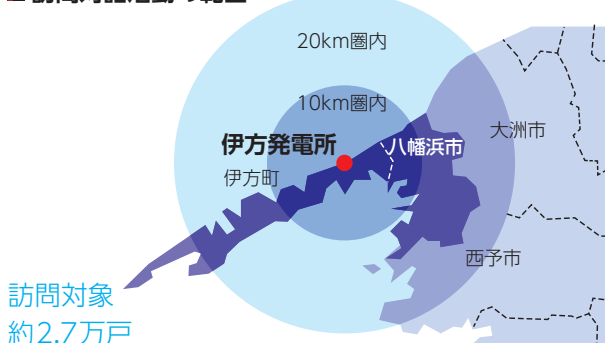 20km圏内
10km圏内
伊方発電所
八幡浜市
大洲市
伊方町
西予市
訪問対象
約2.7万戸